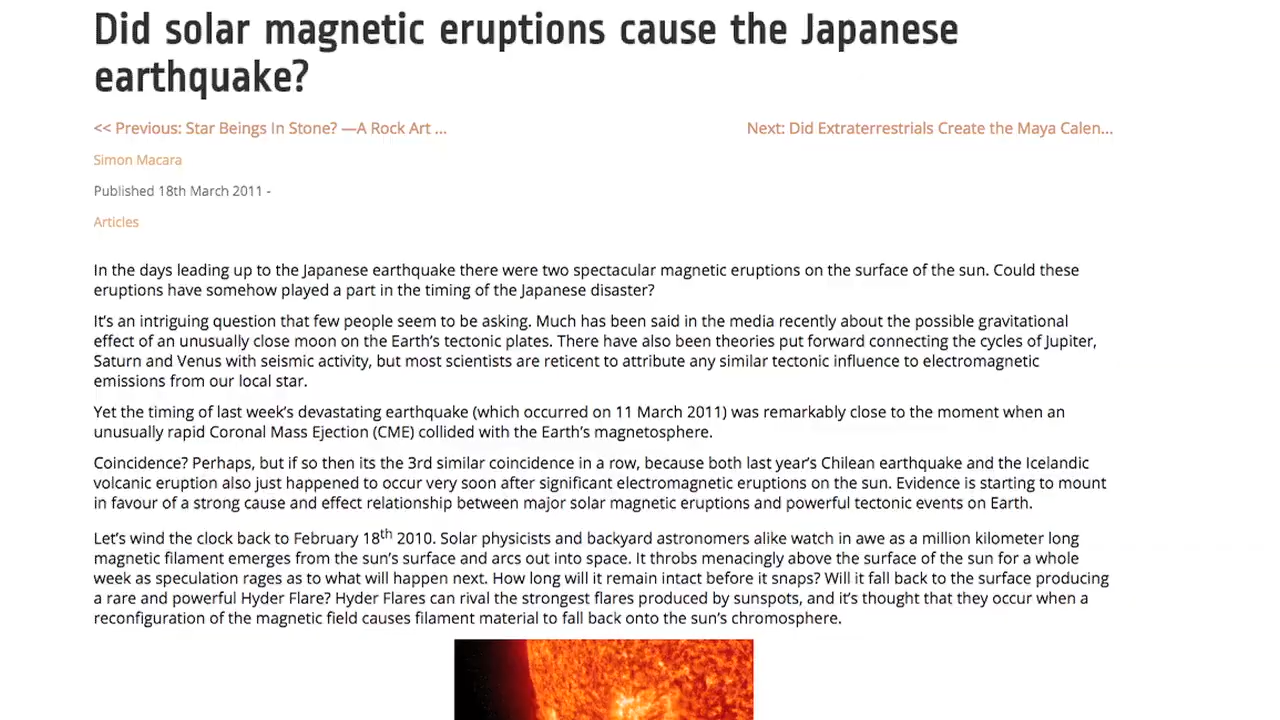 Did solar magnetic eruptions cause the Japanese
earthquake?
<< Previous: Star Beings In Stone? —A Rock Art ...
Next: Did Extraterrestrials Create the Maya Calen...
Simon Macara
Published 18th March 2011 -
Articles
In the days leading up to the Japanese earthquake there were two spectacular magnetic eruptions on the surface of the sun. Could these
eruptions have somehow played a part in the timing of the Japanese disaster?
It's an intriguing question that few people seem to be asking. Much has been said in the media recently about the possible gravitational
effect of an unusually close moon on the Earth's tectonic plates. There have also been theories put forward connecting the cycles of Jupiter,
Saturn and Venus with seismic activity, but most scientists are reticent to attribute any similar tectonic influence to electromagnetic
emissions from our local star.
Yet the timing of last week's devastating earthquake (which occurred on 11 March 2011) was remarkably close to the moment when an
unusually rapid Coronal Mass Ejection (CME) collided with the Earth's magnetosphere.
Coincidence? Perhaps, but if so then its the 3rd similar coincidence in a row, because both last year's Chilean earthquake and the Icelandic
volcanic eruption also just happened to occur very soon after significant electromagnetic eruptions on the sun. Evidence is starting to mount
in favour of a strong cause and effect relationship between major solar magnetic eruptions and powerful tectonic events on Earth.
Let's wind the clock back to February 18th 2010. Solar physicists and backyard astronomers alike watch in awe as a million kilometer long
magnetic filament emerges from the sun's surface and arcs out into space. It throbs menacingly above the surface of the sun for a whole
week as speculation rages as to what will happen next. How long will it remain intact before it snaps? Will it fall back to the surface producing
a rare and powerful Hyder Flare? Hyder Flares can rival the strongest flares produced by sunspots, and it's thought that they occur when a
reconfiguration of the magnetic field causes filament material to fall back onto the sun's chromosphere.